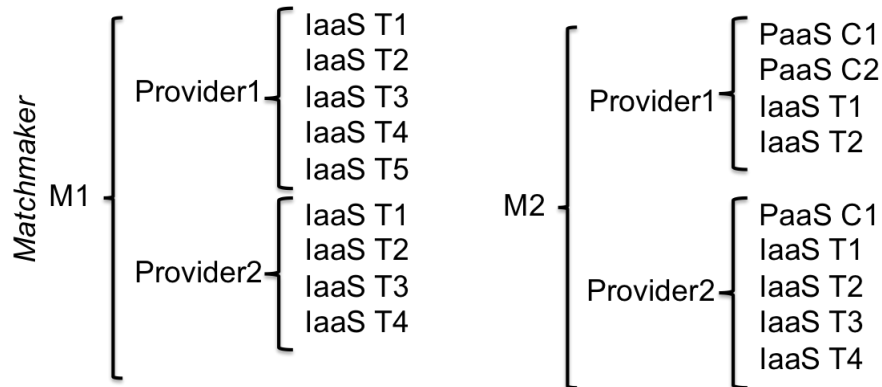 Matchmaker
M1
Provider1
IaaS T1
IaaS T2
IaaS T3
IaaS T4
IaaS T5
Provider2
IaaS T1
IaaS T2
IaaS T3
IaaS T4
M2
Provider1
PaaS C1
PaaS C2
IaaS T1
IaaS T2
Provider2
PaaS C1
IaaS T1
IaaS T2
IaaS T3
IaaS T4